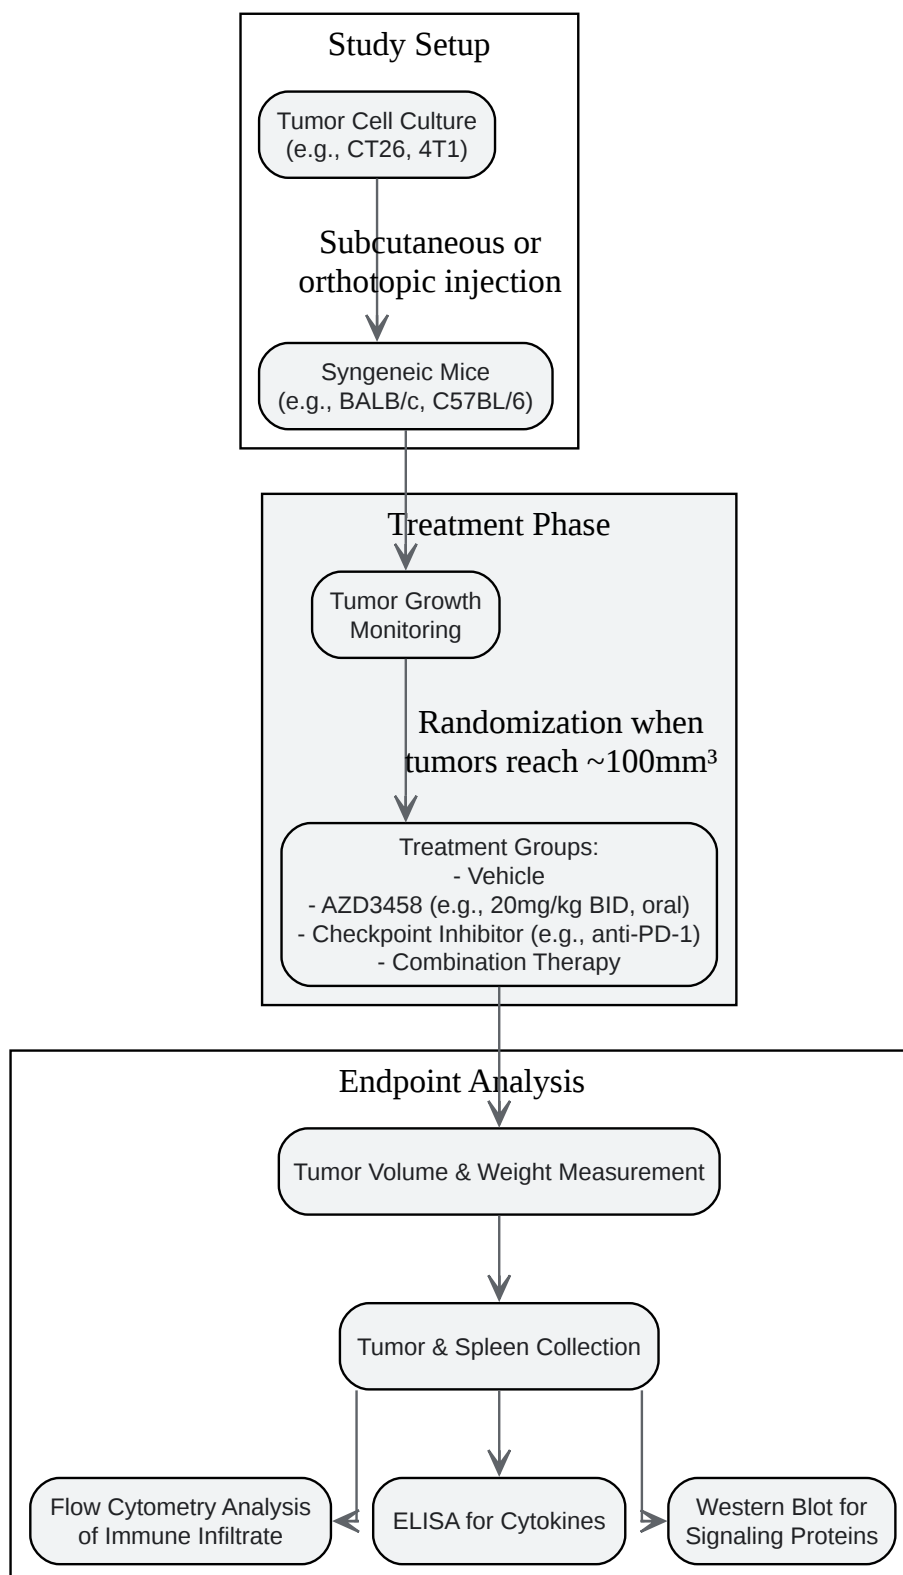 Study Setup
Tumor Cell Culture
(e.g., CT26, 4T1)
Subcutaneous or
orthotopic injection
Syngeneic Mice
(e.g., BALB/c, C57BL/6)
Treatment Phase
Tumor Growth
Monitoring
Randomization when
tumors reach ~100mm³
Treatment Groups:
- Vehicle
- AZD3458 (e.g., 20mg/kg BID, oral)
- Checkpoint Inhibitor (e.g., anti-PD-1)
- Combination Therapy
Endpoint Analysis
Tumor Volume & Weight Measurement
Tumor & Spleen Collection
Flow Cytometry Analysis
of Immune Infiltrate
ELISA for Cytokines
Western Blot for
Signaling Proteins